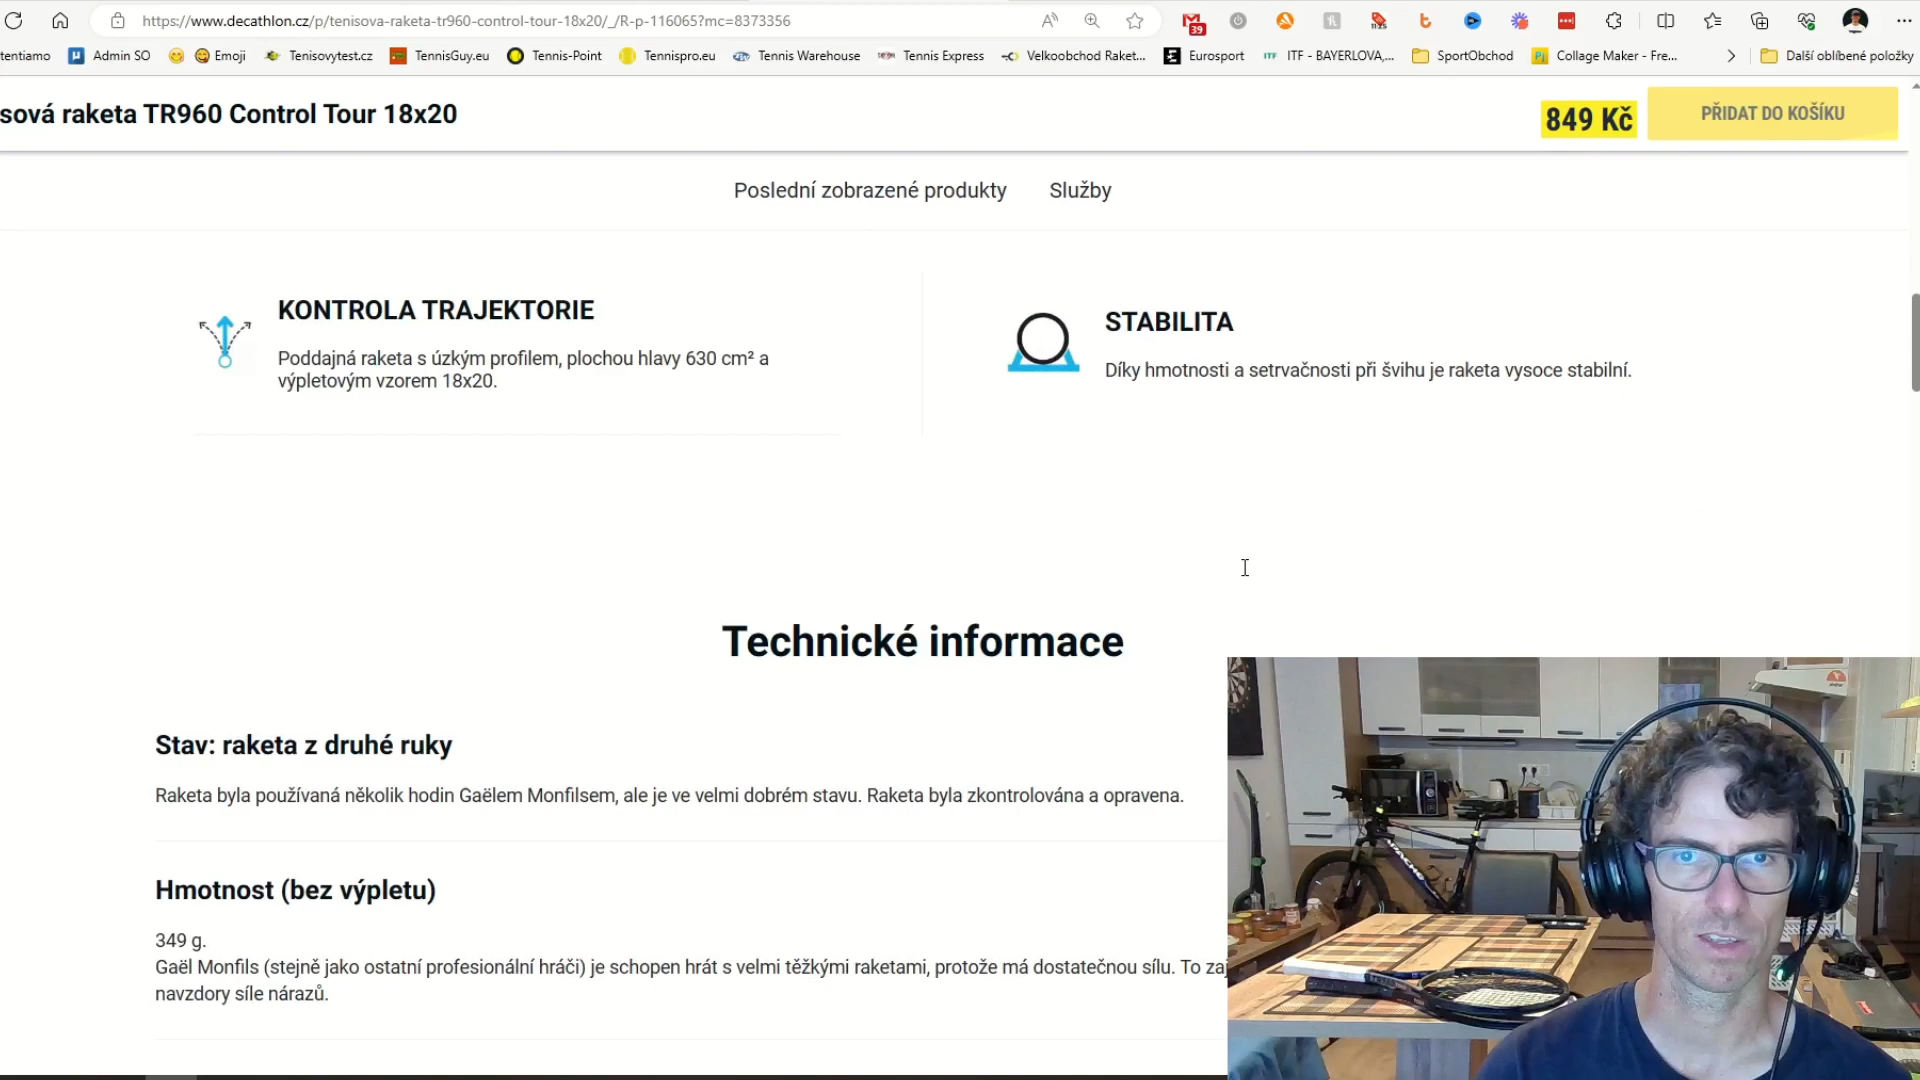 https://www.decathlon.cz/p/tenisova-raketa-tr960-control-tour-18x20/_/R-p-116065?mc=8373356
39
tentiamo
Admin SO
Emoji
Tenisovytest.cz
TennisGuy.eu
Tennis-Point
Tennispro.eu
Tennis Warehouse
Tennis Express
Velkoobchod Raket...
Eurosport
ITF - BAYERLOVA,...
SportObchod
Collage Maker - Fre...
Další oblíbené položky
sová raketa TR960 Control Tour 18x20
849 Kč
PŘIDAT DO KOŠÍKU
Poslední zobrazené produkty
Služby
KONTROLA TRAJEKTORIE
Poddajná raketa s úzkým profilem, plochou hlavy 630 cm² a
výpletovým vzorem 18x20.
STABILITA
Díky hmotnosti a setrvačnosti při švihu je raketa vysoce stabilní.
Technické informace
Stav: raketa z druhé ruky
Raketa byla používaná několik hodin Gaëlem Monfilsem, ale je ve velmi dobrém stavu. Raketa byla zkontrolována a opravena.
Hmotnost (bez výpletu)
349 g.
Gaël Monfils (stejně jako ostatní profesionální hráči) je schopen hrát s velmi těžkými raketami, protože má dostatečnou sílu. To zaj
navzdory síle nárazů.
APACHE